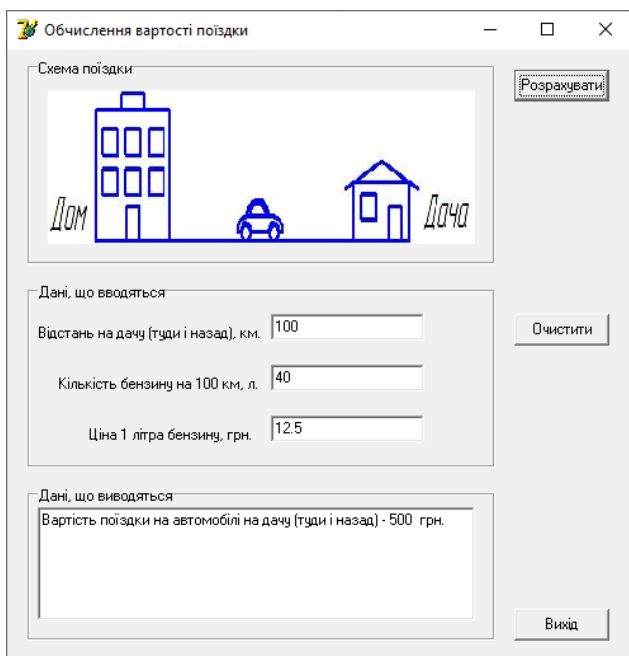 Обчислення вартості поїздки
Схема поїздки
Розрахувати
Дом
Дача
Дані, що вводяться
Відстань на дачу (туди і назад), км.
100
Очистити
Кількість бензину на 100 км, л.
40
Ціна 1 літра бензину, грн.
12.5
Дані, що виводяться
Вартість поїздки на автомобілі на дачу (туди і назад) - 500  грн.
Вихід